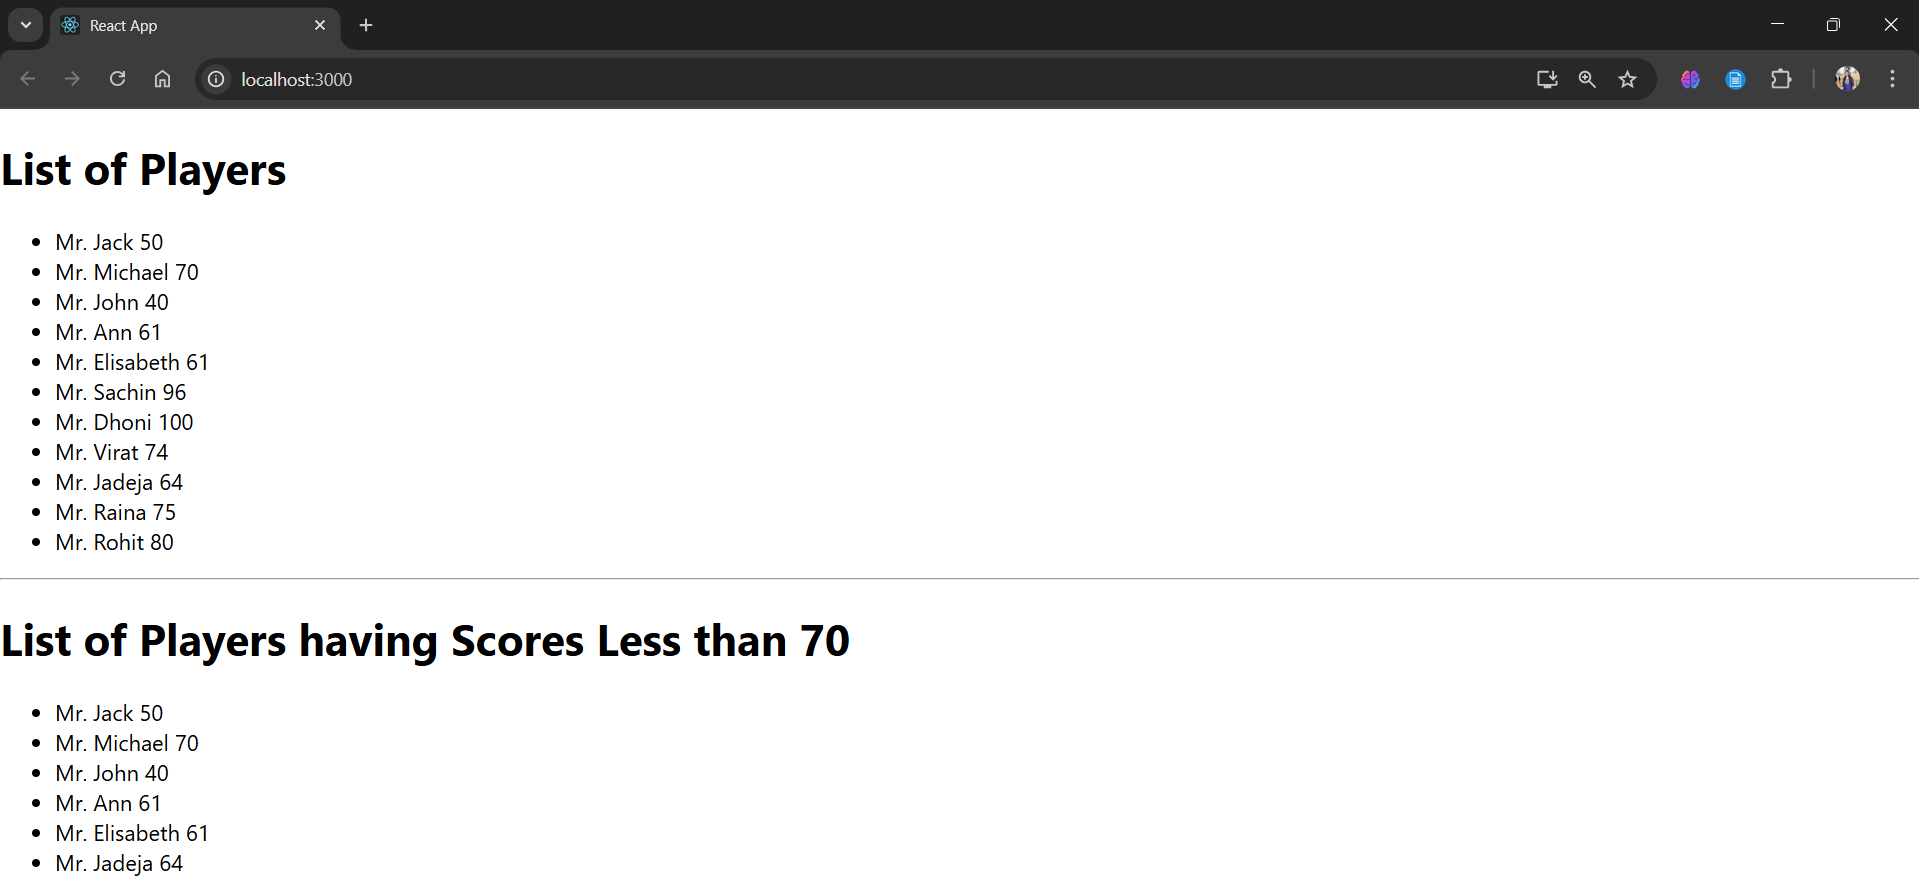 React App
localhost:3000
List of Players
Mr. Jack 50
Mr. Michael 70
Mr. John 40
Mr. Ann 61
Mr. Elisabeth 61
Mr. Sachin 96
Mr. Dhoni 100
Mr. Virat 74
Mr. Jadeja 64
Mr. Raina 75
Mr. Rohit 80
List of Players having Scores Less than 70
Mr. Jack 50
Mr. Michael 70
Mr. John 40
Mr. Ann 61
Mr. Elisabeth 61
Mr. Jadeja 64